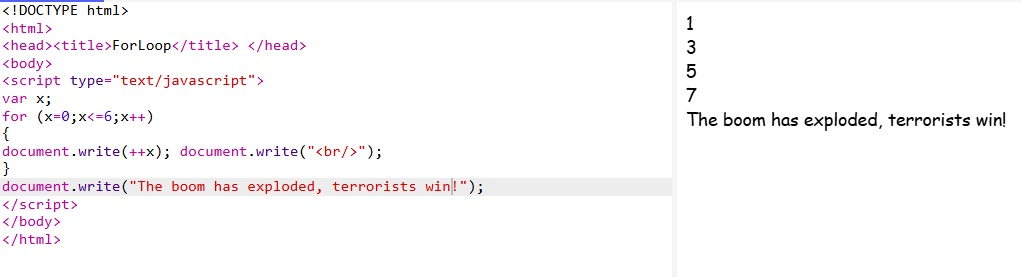 <!DOCTYPE html>
<html>
<head><title>ForLoop</title> </head>
<body>
<script type="text/javascript">
var x;
for (x=0;x<=6;x++)
{
document.write(++x); document.write("<br/>");
}
document.write("The boom has exploded, terrorists win!");
</script>
</body>
</html>
1
3
5
7
The boom has exploded, terrorists win!